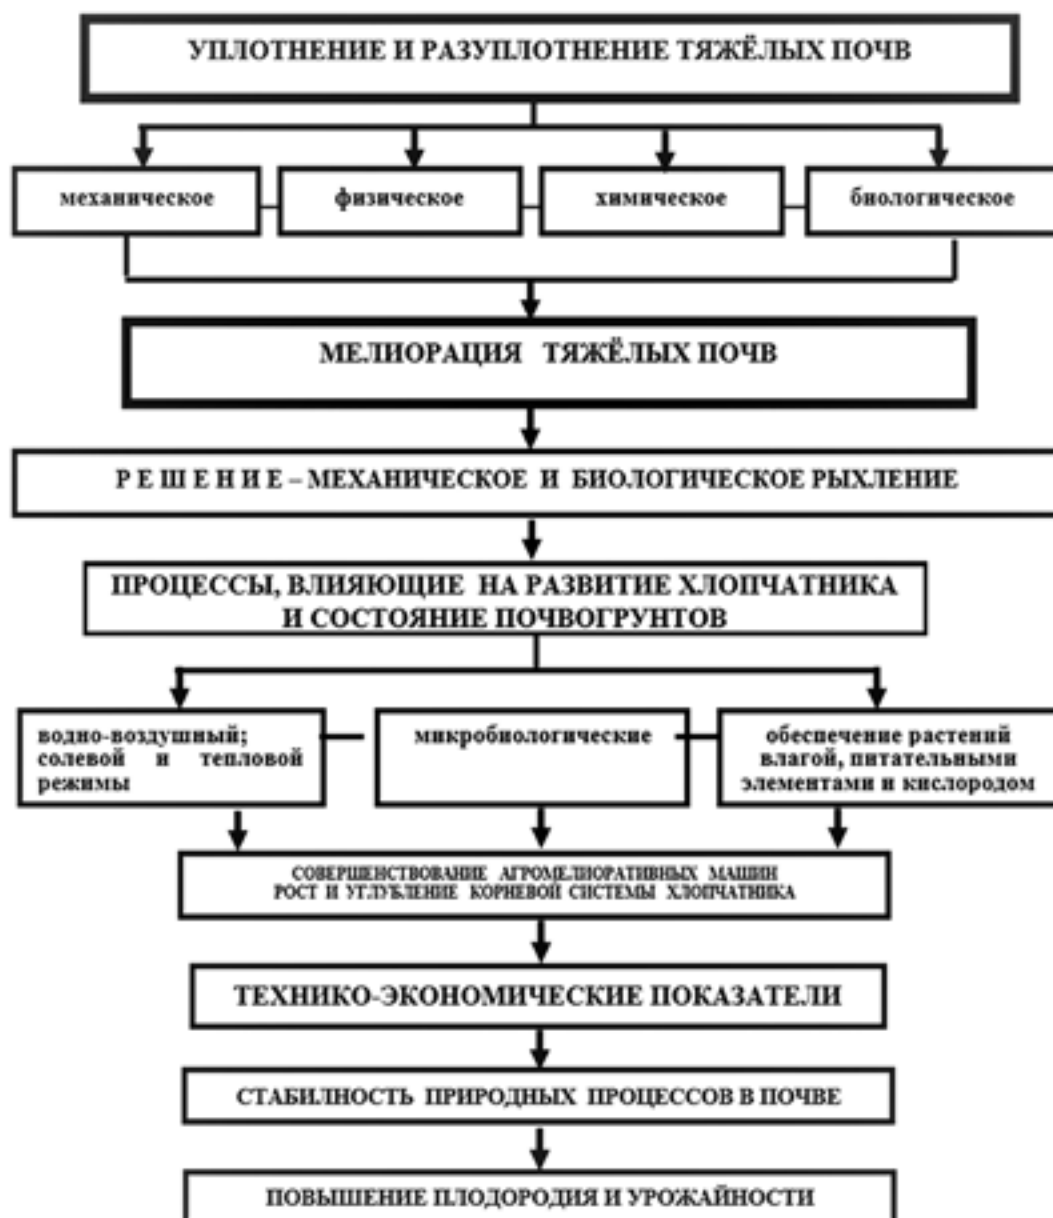 УПЛОТНЕНИЕ И РАЗУПЛОТНЕНИЕ ТЯЖЁЛЫХ ПОЧВ
механическое
физическое
химическое
биологическое
МЕЛИОРАЦИЯ ТЯЖЁЛЫХ ПОЧВ
Р Е Ш Е Н И Е – МЕХАНИЧЕСКОЕ И БИОЛОГИЧЕСКОЕ РЫХЛЕНИЕ
ПРОЦЕССЫ, ВЛИЯЮЩИЕ НА РАЗВИТИЕ ХЛОПЧАТНИКА
И СОСТОЯНИЕ ПОЧВОГРУНТОВ
водно-воздушный;
солевой и тепловой
режимы
микробиологические
обеспечение растений
влагой, питательными
элементами и кислородом
СОВЕРШЕНСТВОВАНИЕ АГРОМЕЛИОРАТИВНЫХ МАШИН
РОСТ И УГЛУБЛЕНИЕ КОРНЕВОЙ СИСТЕМЫ ХЛОПЧАТНИКА
ТЕХНИКО-ЭКОНОМИЧЕСКИЕ ПОКАЗАТЕЛИ
СТАБИЛНОСТЬ ПРИРОДНЫХ ПРОЦЕССОВ В ПОЧВЕ
ПОВЫШЕНИЕ ПЛОДОРОДИЯ И УРОЖАЙНОСТИ